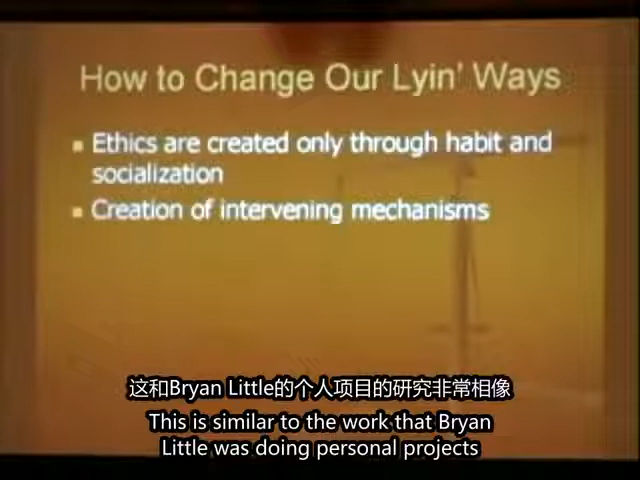 How to Change Our Lyin' Ways
Ethics are created only through habit and
socialization
Creation of intervening mechanisms
这和Bryan Little的个人项目的研究非常相像
This is similar to the work that Bryan
Little was doing personal projects